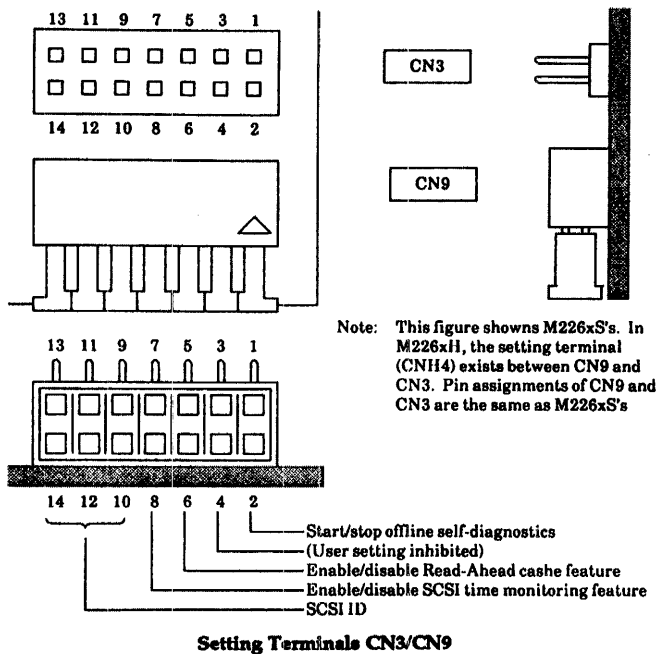 13 11 9 7 5 3 1
14 12 10 8 6 4 2
CN3
CN9
Note: This figure showns M226xS's. In
M226xH, the setting terminal
(CNH4) exists between CN9 and
CN3. Pin assignments of CN9 and
CN3 are the same as M226xS's
13 11 9 7 5 3 1
14 12 10 8 6 4 2
Start/stop offline self-diagnostics
(User setting inhibited)
Enable/disable Read-Ahead cashe feature
Enable/disable SCSI time monitoring feature
SCSI ID
Setting Terminals CN3/CN9